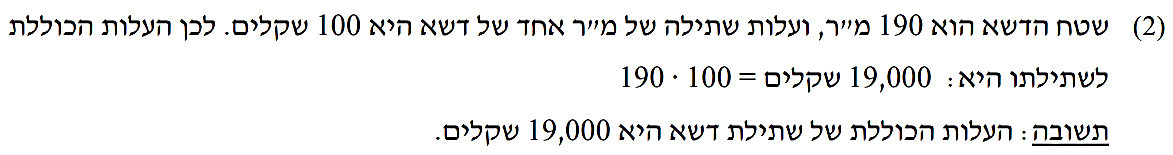 (2) שטח הדשא הוא 190 מ״ר, ועלות שתילה של מ״ר אחד של דשא היא 100 שקלים. לכן העלות הכוללת
לשתילתו היא: 19,000 שקלים = 100 · 190
תשובה: העלות הכוללת של שתילת דשא היא 19,000 שקלים.